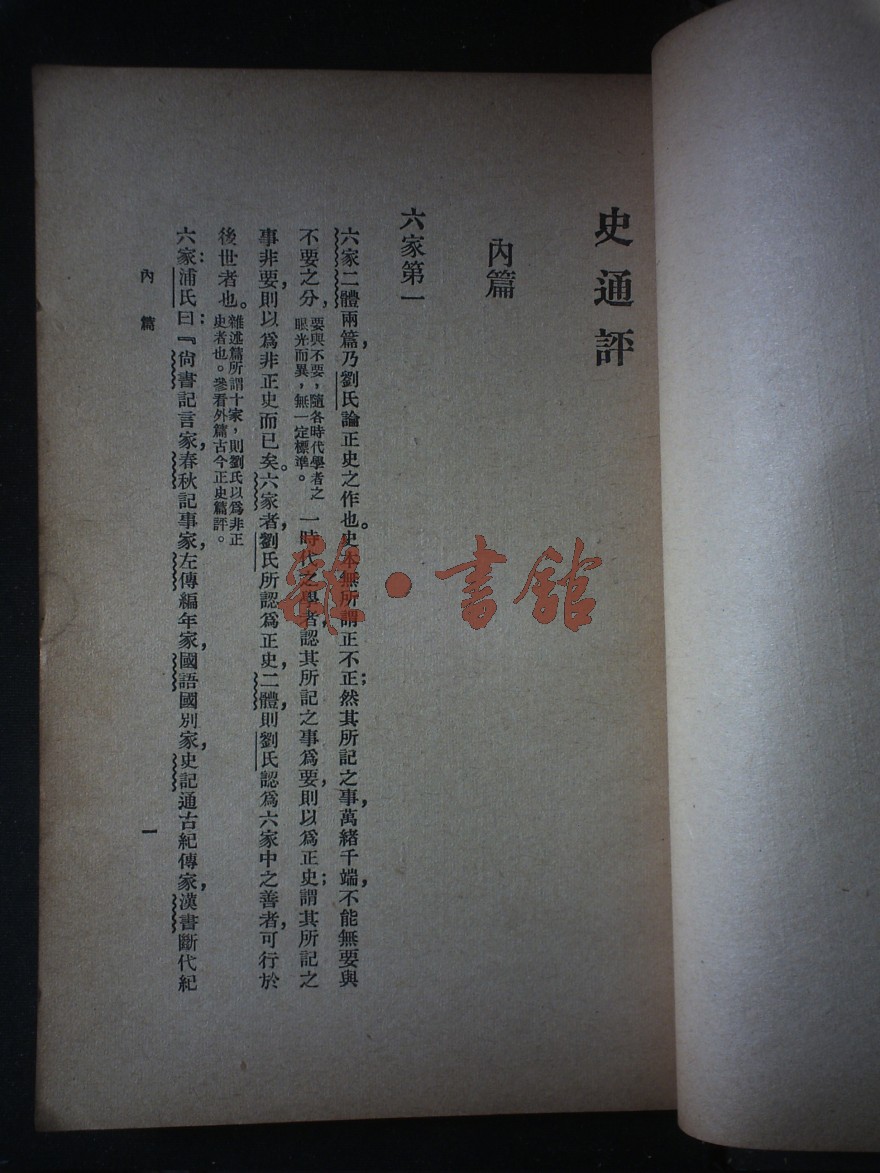 史通評
內篇
六家第一
六家二體兩篇，乃劉氏論正史之作也。史本無所謂正不正；然其所記之事，萬緒千端，不能無要與
不要之分，要與不要，隨各時代學者之眼光而異，無一定標準。一時代之學者，認其所記之事爲要，則以爲正史；謂其所記之
事非要，則以爲非正史而已矣。六家者，劉氏所認爲正史，二體則劉氏認爲六家中之善者，可行於
後世者也。雜述篇所謂十家，則劉氏以爲非正史者也。參看外篇古今正史篇評。
六家：浦氏曰：『尙書記言家，春秋記事家，左傳編年家，國語國別家，史記通古紀傳家，漢書斷代紀
內篇
一
雜·書舘